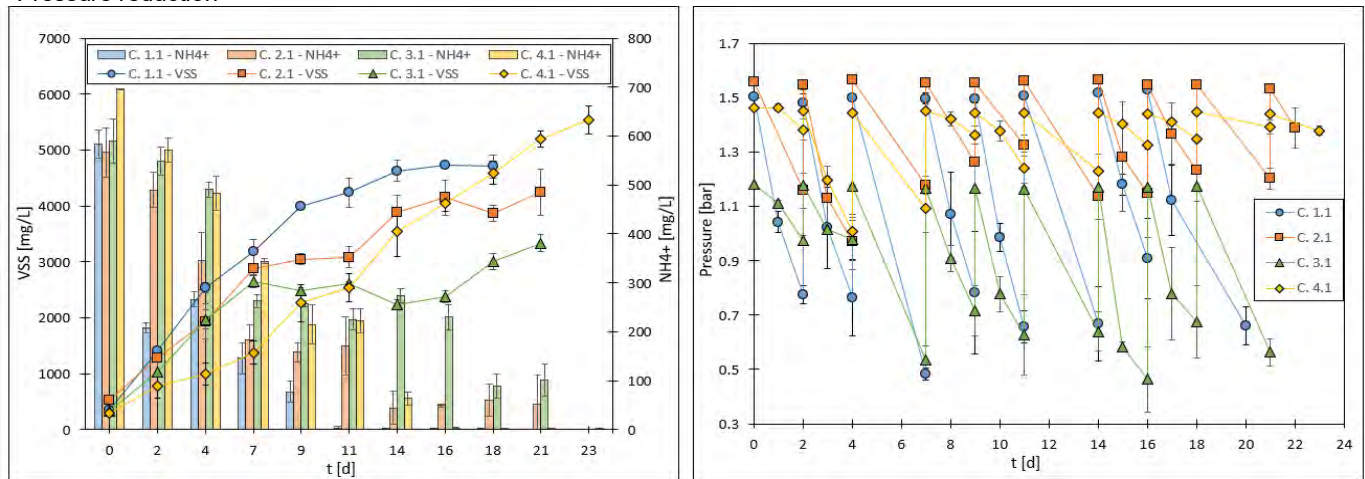 Pressure reduction
7000
6000
5000
4000
3000
2000
1000
0
VSS [mg/L]
C. 1.1 - NH4+ C. 2.1 - NH4+ C. 3.1 - NH4+ C. 4.1 - NH4+
C. 1.1 - VSS C. 2.1 - VSS C. 3.1 - VSS C. 4.1 - VSS
800
700
600
500
400
300
200
100
0
NH4+ [mg/L]
0 2 4 7 9 11 14 16 18 21 23
t [d]
1.7
1.5
1.3
1.1
0.9
0.7
0.5
0.3
Pressure [bar]
C. 1.1
C. 2.1
C. 3.1
C. 4.1
0 2 4 6 8 10 12 14 16 18 20 22 24
t [d]